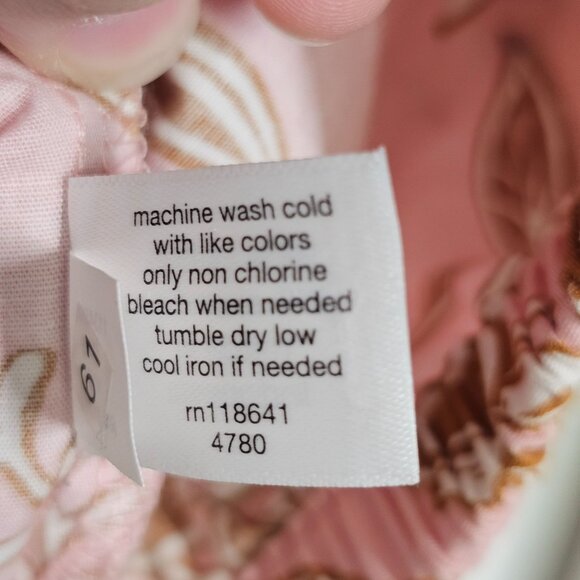 machine wash cold
with like colors
only non chlorine
bleach when needed
tumble dry low
cool iron if needed
rn118641
4780